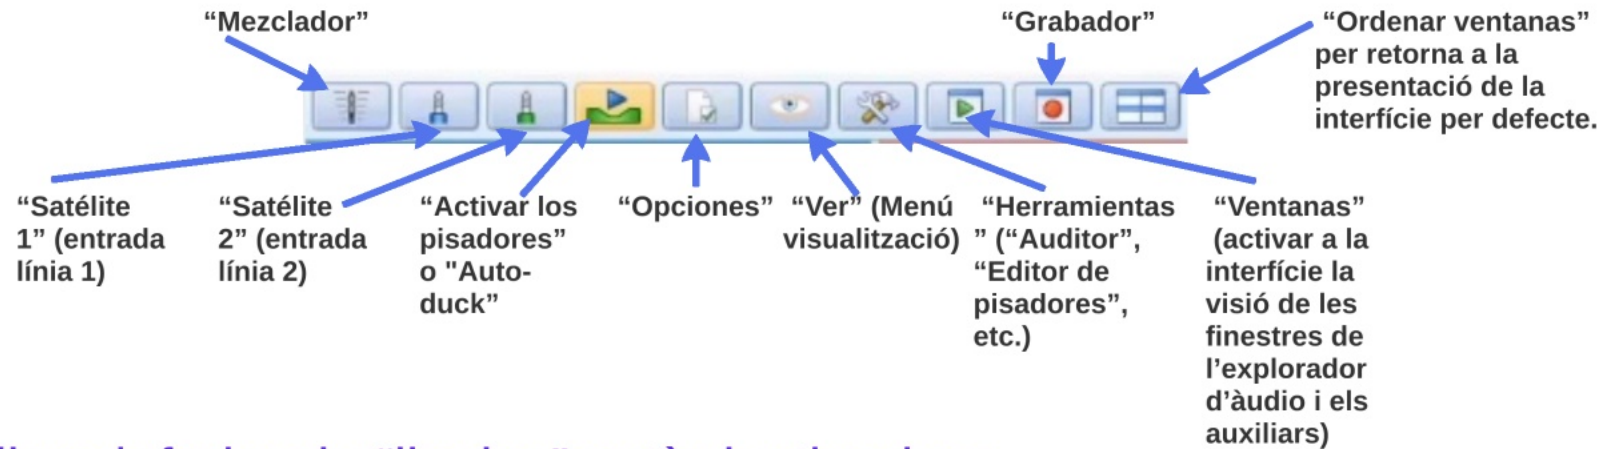 “Mezclador”
“Grabador”
“Ordenar ventanas”
per retorna a la
presentació de la
interfície per defecte.
“Satélite
1” (entrada
línia 1)
“Satélite
2” (entrada
línia 2)
“Activar los
pisadores”
o "Auto-
duck”
“Opciones”
“Ver” (Menú
visualització)
“Herramientas
” (“Auditor”,
“Editor de
pisadores”,
etc.)
“Ventanas”
(activar a la
interfície la
visió de les
finestres de
l’explorador
d’àudio i els
auxiliars)